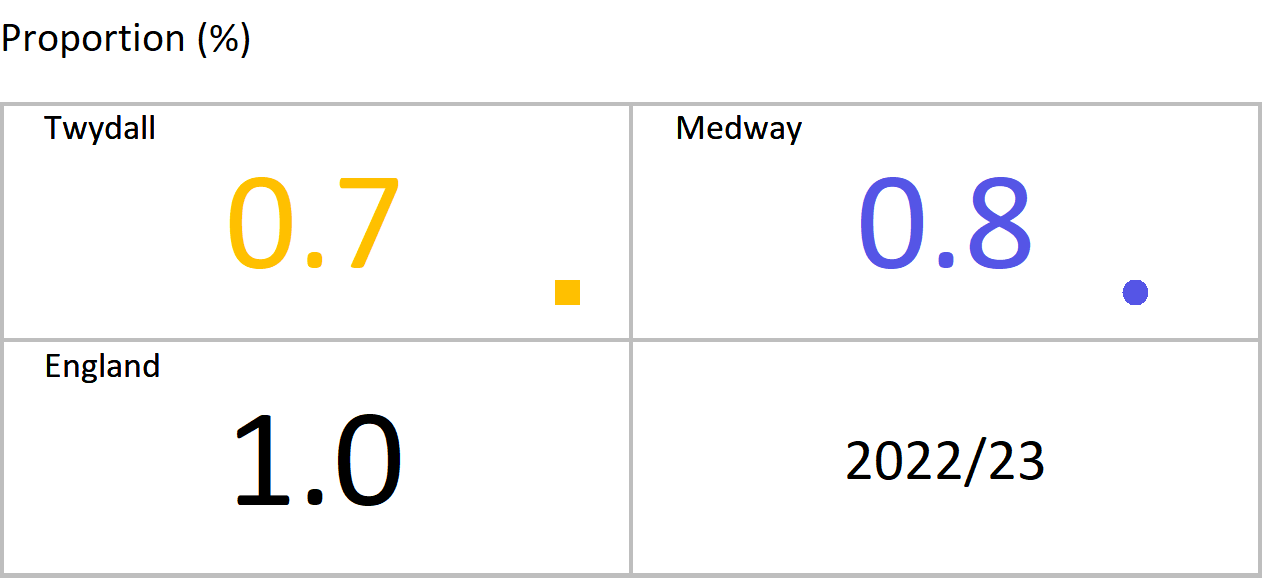 Proportion (%)
Twydall
0.7
Medway
0.8
England
1.0
2022/23